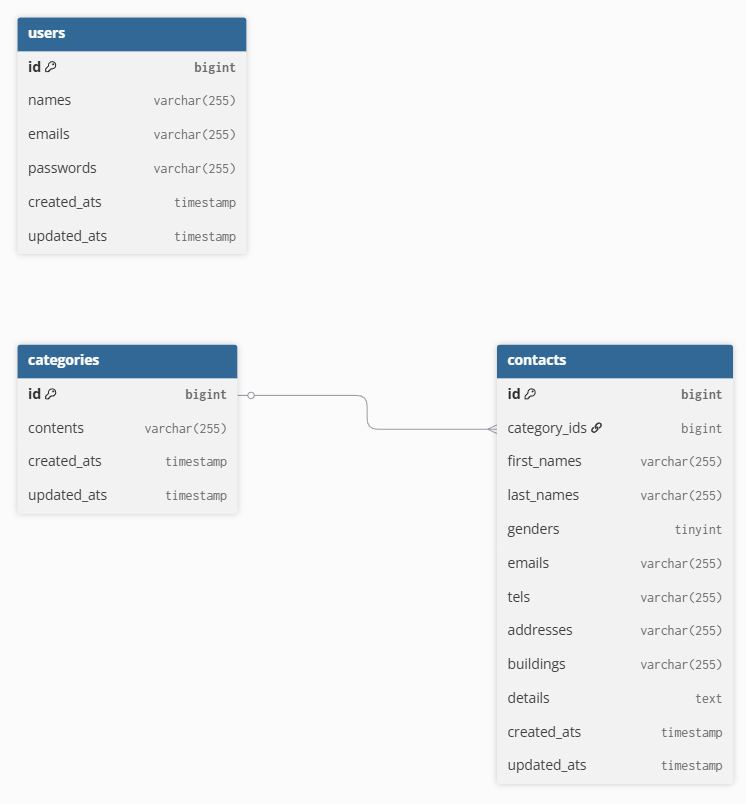 users
id bigint
names varchar(255)
emails varchar(255)
passwords varchar(255)
created_ats timestamp
updated_ats timestamp
categories
id bigint
contents varchar(255)
created_ats timestamp
updated_ats timestamp
contacts
id bigint
category_ids bigint
first_names varchar(255)
last_names varchar(255)
genders tinyint
emails varchar(255)
tels varchar(255)
addresses varchar(255)
buildings varchar(255)
details text
created_ats timestamp
updated_ats timestamp